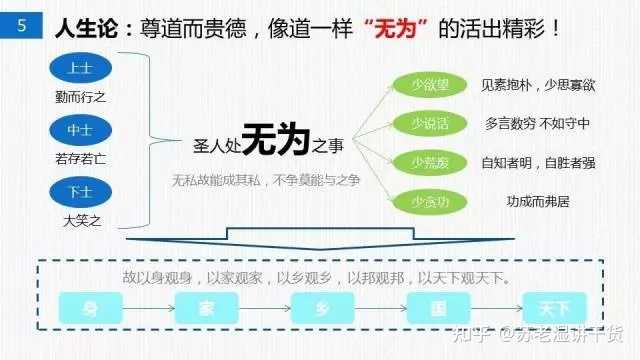 5
人生论：尊道而贵德，像道一样“无为”的活出精彩！
上士
勤而行之
中士
若存若亡
下士
大笑之
圣人处无为之事
无私故能成其私，不争莫能与之争
少欲望 见素抱朴，少思寡欲
少说话 多言数穷 不如守中
少荒废 自知者明，自胜者强
少贪功 功成而弗居
故以身观身，以家观家，以乡观乡，以邦观邦，以天下观天下。
身 家 乡 国 天下
知乎 @苏老湿讲干货